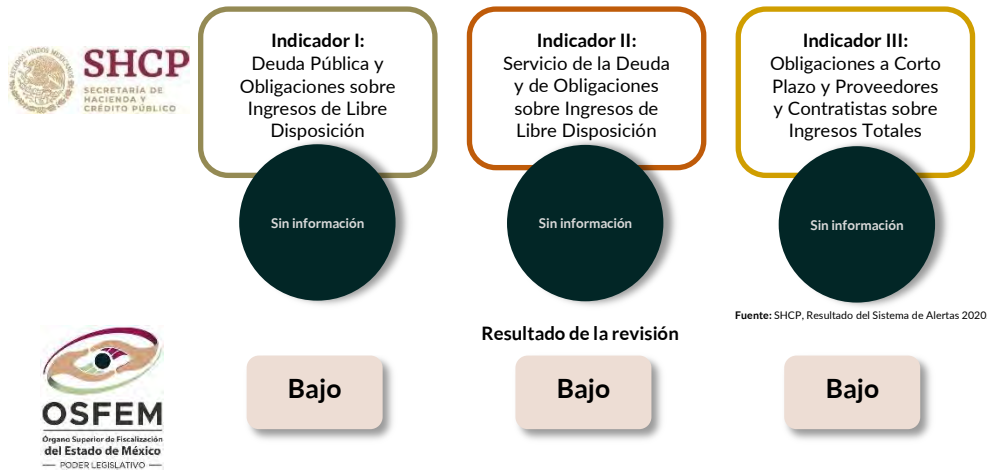 SHCP
SECRETARÍA DE
HACIENDA Y
CRÉDITO PÚBLICO
Indicador I:
Deuda Pública y
Obligaciones sobre
Ingresos de Libre
Disposición
Sin información
Indicador II:
Servicio de la Deuda
y de Obligaciones
sobre Ingresos de
Libre Disposición
Sin información
Indicador III:
Obligaciones a Corto
Plazo y Proveedores
y Contratistas sobre
Ingresos Totales
Sin información
Fuente: SHCP, Resultado del Sistema de Alertas 2020
Resultado de la revisión
OSFEM
Órgano Superior de Fiscalización
del Estado de México
PODER LEGISLATIVO
Bajo
Bajo
Bajo